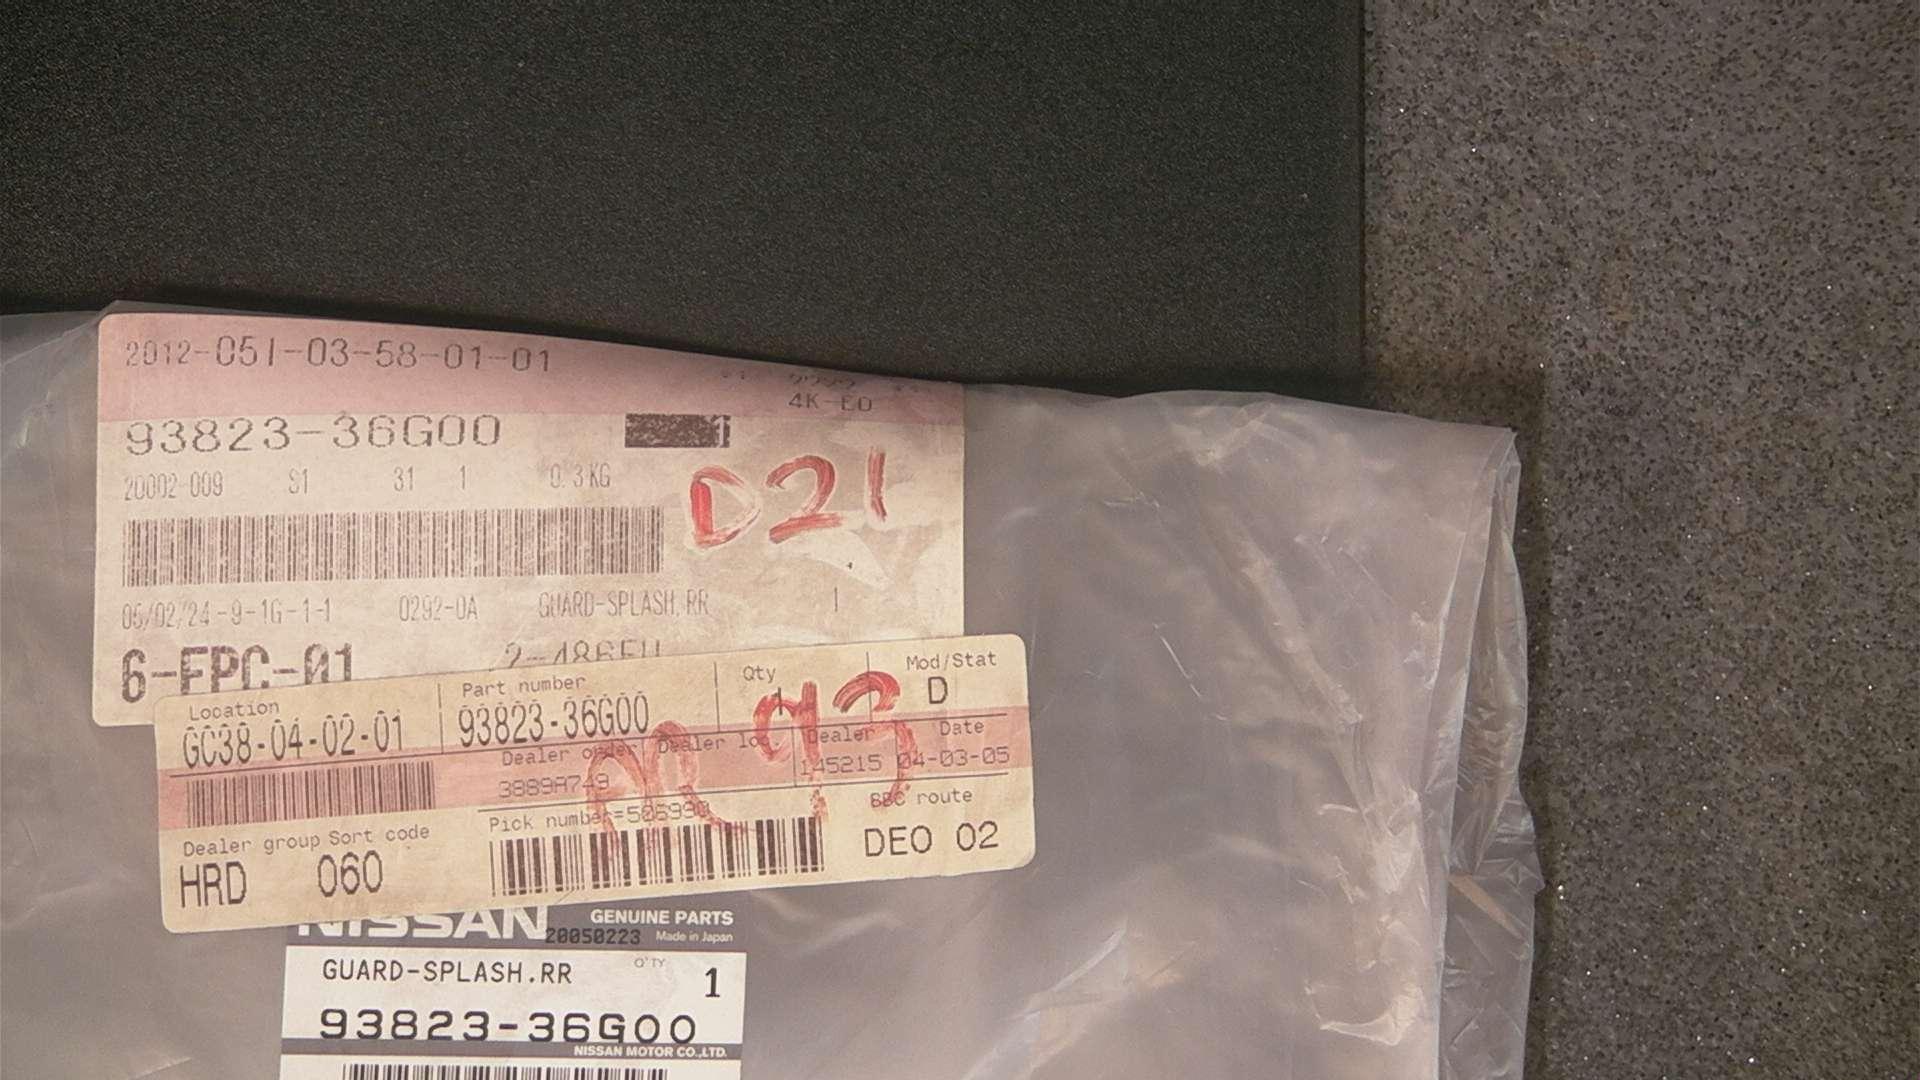 2012-051-03-58-01-01
4K-EO
93823-36G00 1
20002-009 S1 31 1 0.3 KG
D21
05/02/24-9-1G-1-1 0292-0A GUARD-SPLASH,RR 1
6-FPC-01
Location Part number Qty Mod/Stat
GC38-04-02-01 93823-36G00 1 D
Dealer order Dealer loc Dealer Date
3889A749 145215 04-03-05
Pick number=506990 BBC route
Dealer group Sort code
HRD 060 DEO 02
NISSAN GENUINE PARTS
20050223 Made in Japan
GUARD-SPLASH.RR Q'TY 1
93823-36G00
NISSAN MOTOR CO.,LTD.